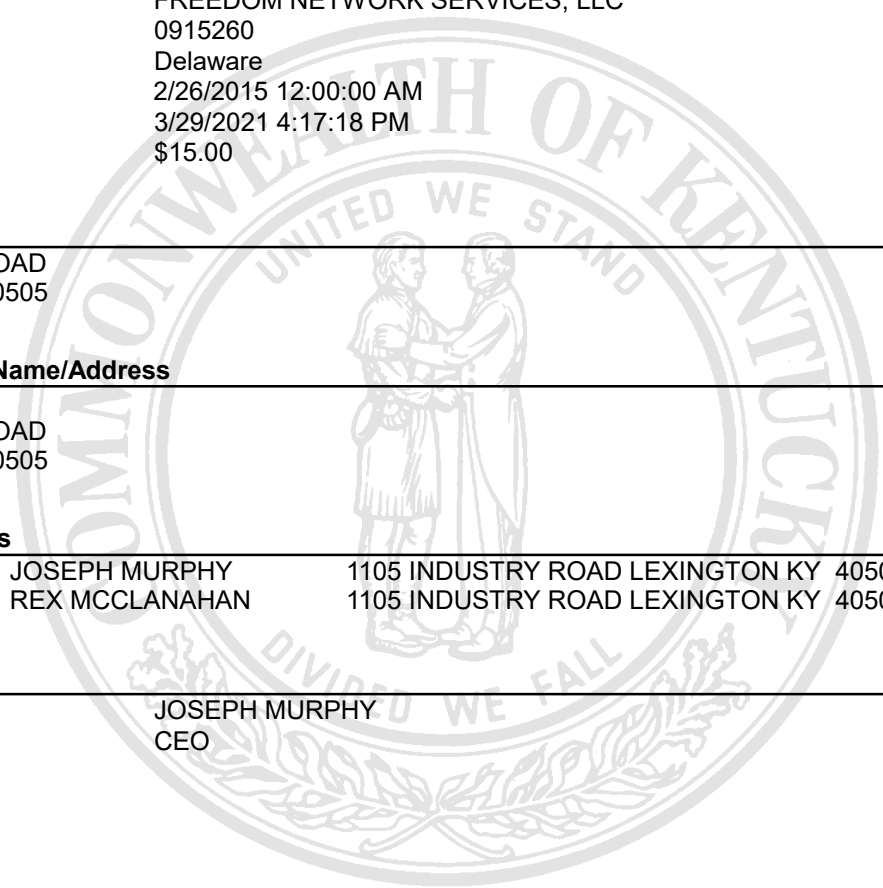 FREEDOM NETWORK SERVICES, LLC
0915260
Delaware
2/26/2015 12:00:00 AM
3/29/2021 4:17:18 PM
$15.00
COMMONWEALTH OF KENTUCKY
UNITED WE STAND
OAD
0505
Name/Address
OAD
0505
s
JOSEPH MURPHY 1105 INDUSTRY ROAD LEXINGTON KY 4050
REX MCCLANAHAN 1105 INDUSTRY ROAD LEXINGTON KY 4050
DIVIDED WE FALL
JOSEPH MURPHY
CEO